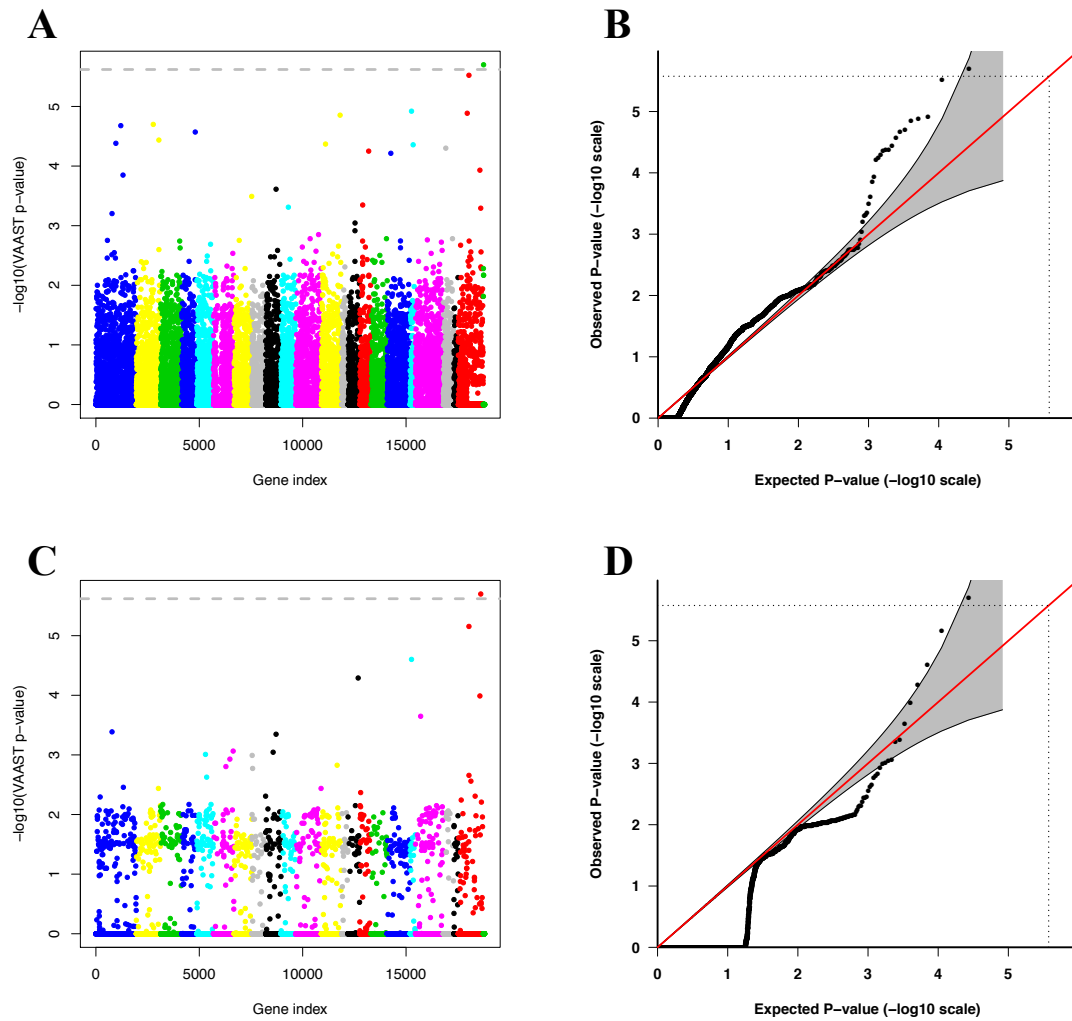 A
−log10(VAAST p−value)
5
4
3
2
1
0
0 5000 10000 15000
Gene index
B
Observed P−value (−log10 scale)
5
4
3
2
1
0
0 1 2 3 4 5
Expected P−value (−log10 scale)
C
−log10(VAAST p−value)
5
4
3
2
1
0
0 5000 10000 15000
Gene index
D
Observed P−value (−log10 scale)
5
4
3
2
1
0
0 1 2 3 4 5
Expected P−value (−log10 scale)